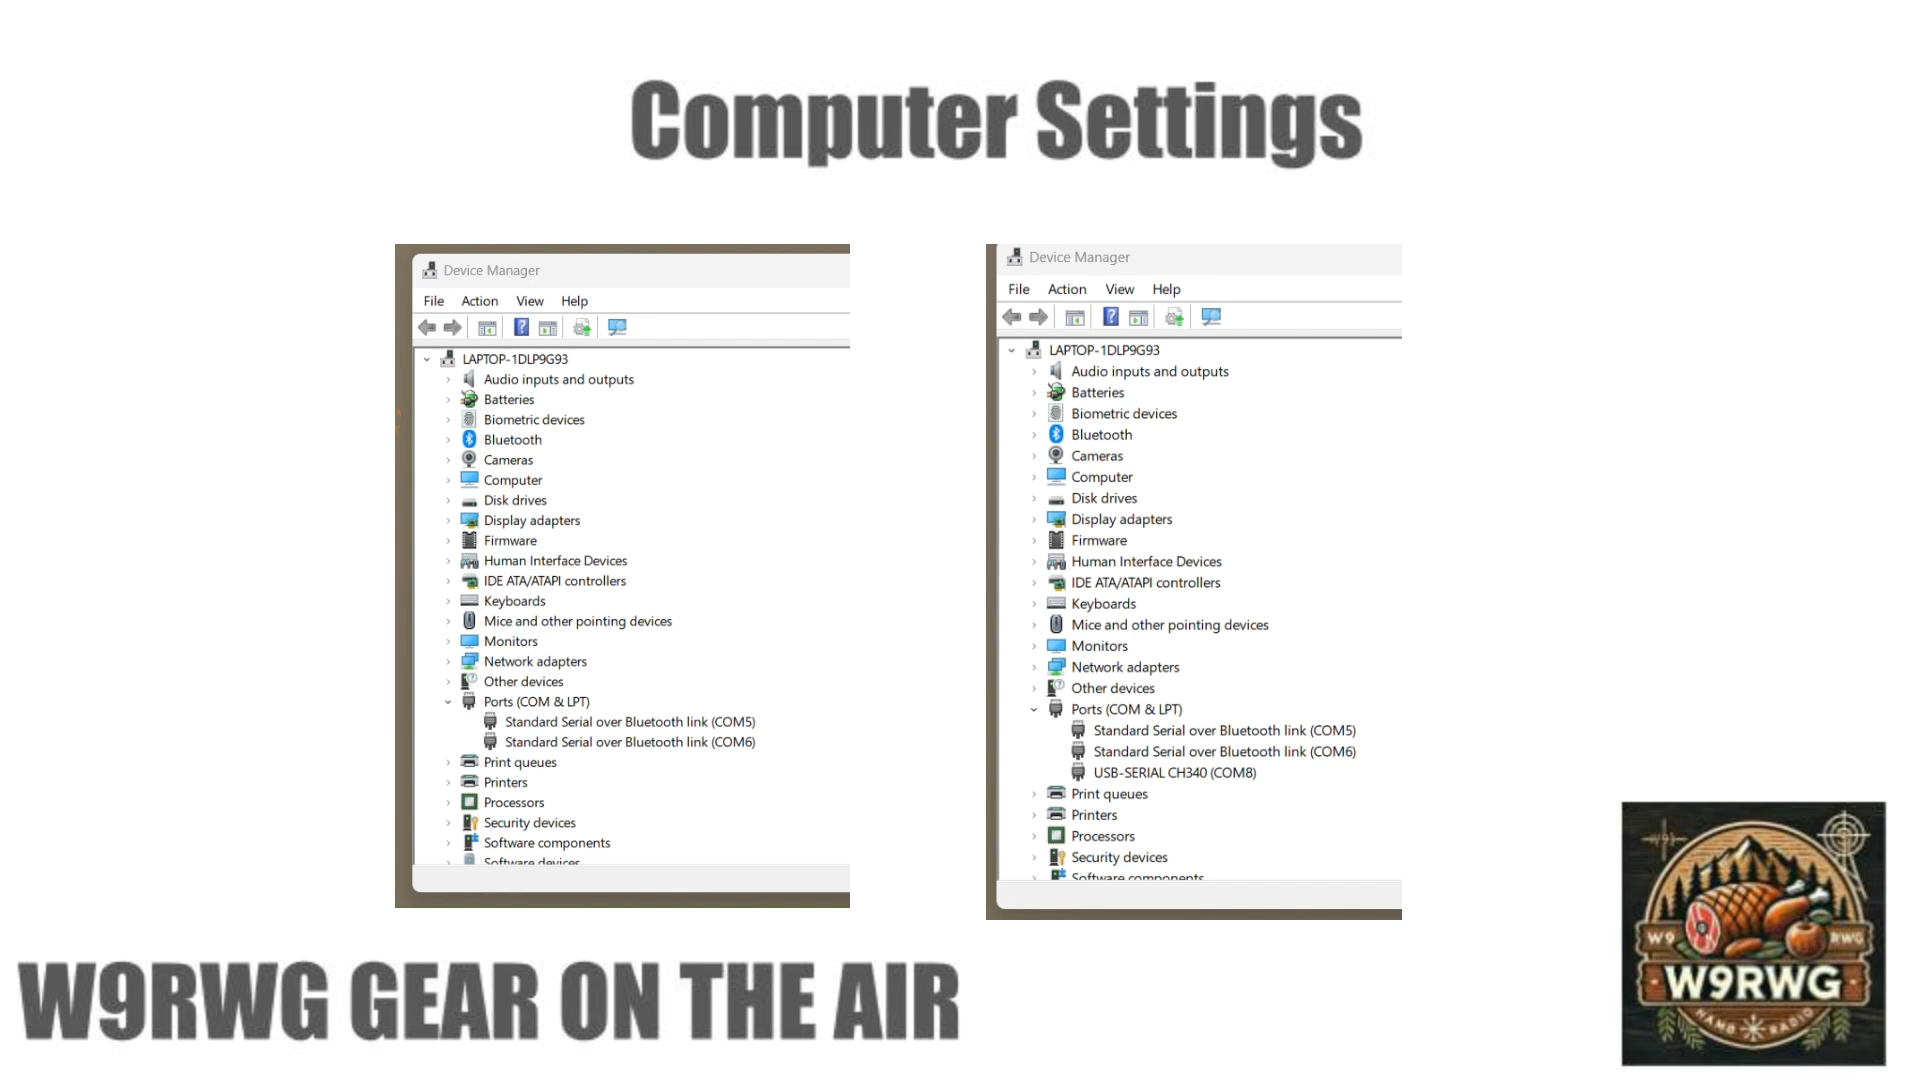 Computer Settings
Device Manager
File Action View Help
LAPTOP-1DLP9G93
Audio inputs and outputs
Batteries
Biometric devices
Bluetooth
Cameras
Computer
Disk drives
Display adapters
Firmware
Human Interface Devices
IDE ATA/ATAPI controllers
Keyboards
Mice and other pointing devices
Monitors
Network adapters
Other devices
Ports (COM & LPT)
Standard Serial over Bluetooth link (COM5)
Standard Serial over Bluetooth link (COM6)
Print queues
Printers
Processors
Security devices
Software components
Software devices
Device Manager
File Action View Help
LAPTOP-1DLP9G93
Audio inputs and outputs
Batteries
Biometric devices
Bluetooth
Cameras
Computer
Disk drives
Display adapters
Firmware
Human Interface Devices
IDE ATA/ATAPI controllers
Keyboards
Mice and other pointing devices
Monitors
Network adapters
Other devices
Ports (COM & LPT)
Standard Serial over Bluetooth link (COM5)
Standard Serial over Bluetooth link (COM6)
USB-SERIAL CH340 (COM8)
Print queues
Printers
Processors
Security devices
Software components
W9RWG GEAR ON THE AIR
W9 RWG
W9RWG
HAMO RADIO